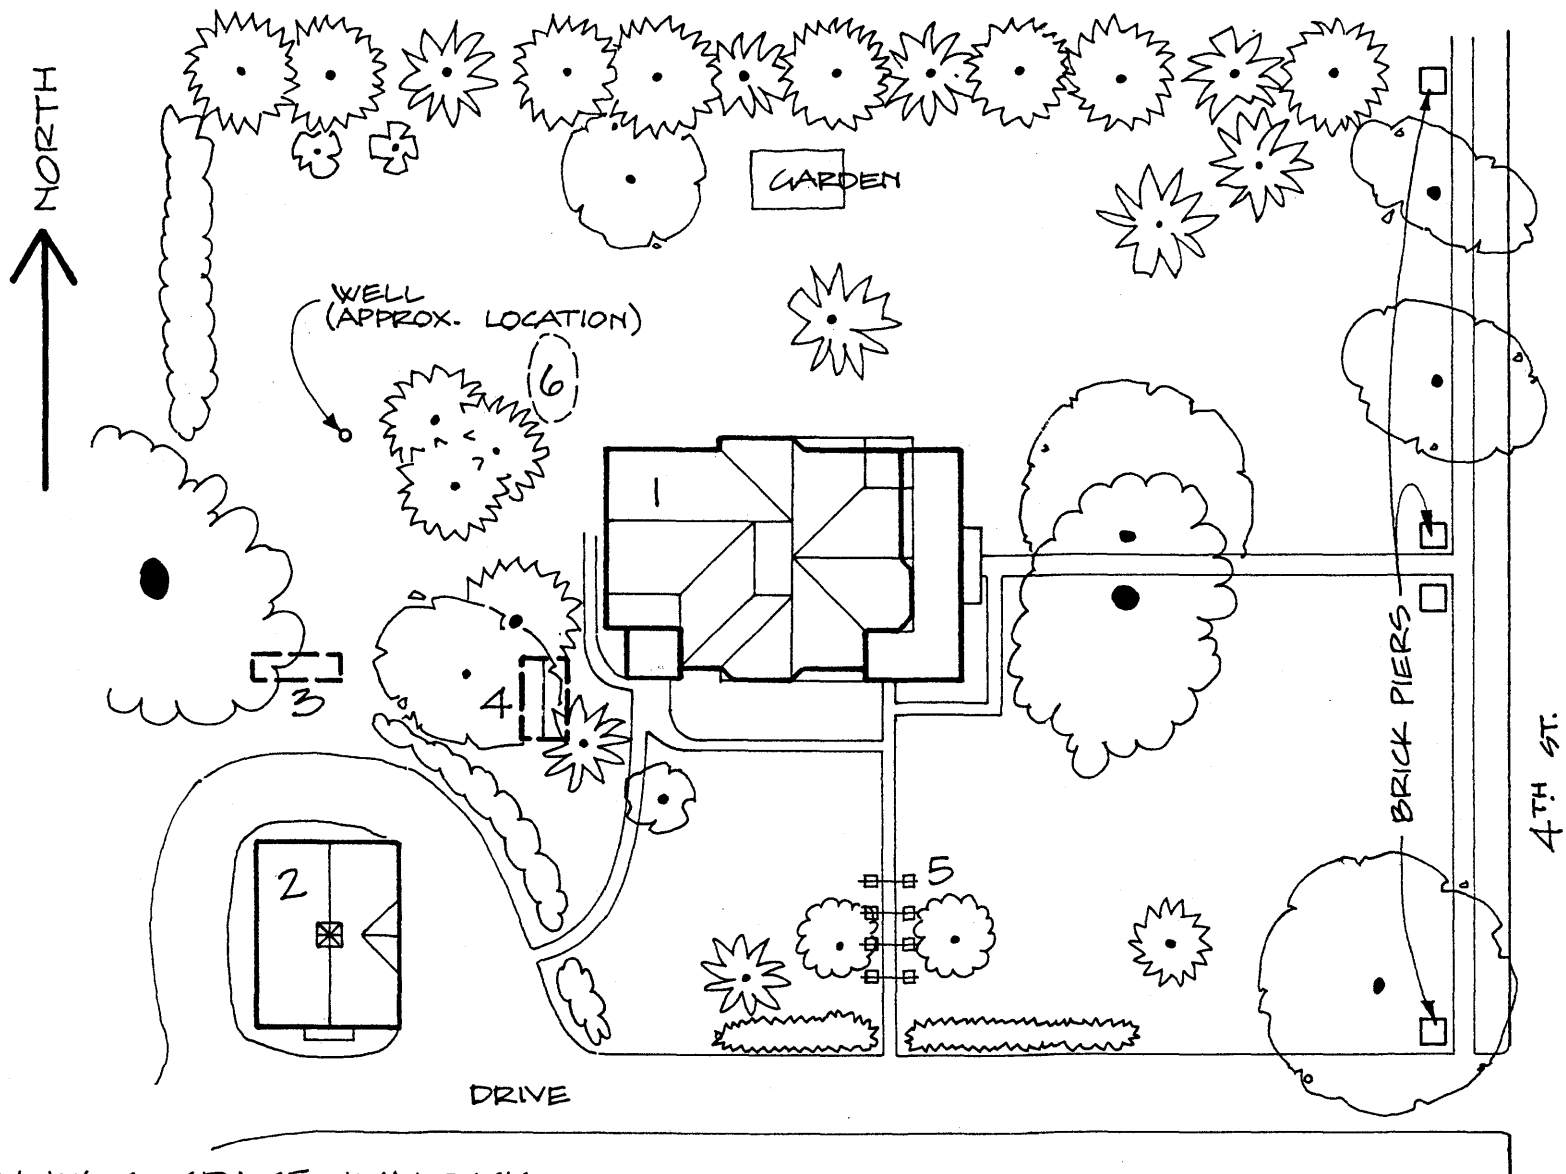 NORTH
GARDEN
WELL
(APPROX. LOCATION)
6
1
3
4
BRICK PIERS
4TH ST.
2
5
DRIVE